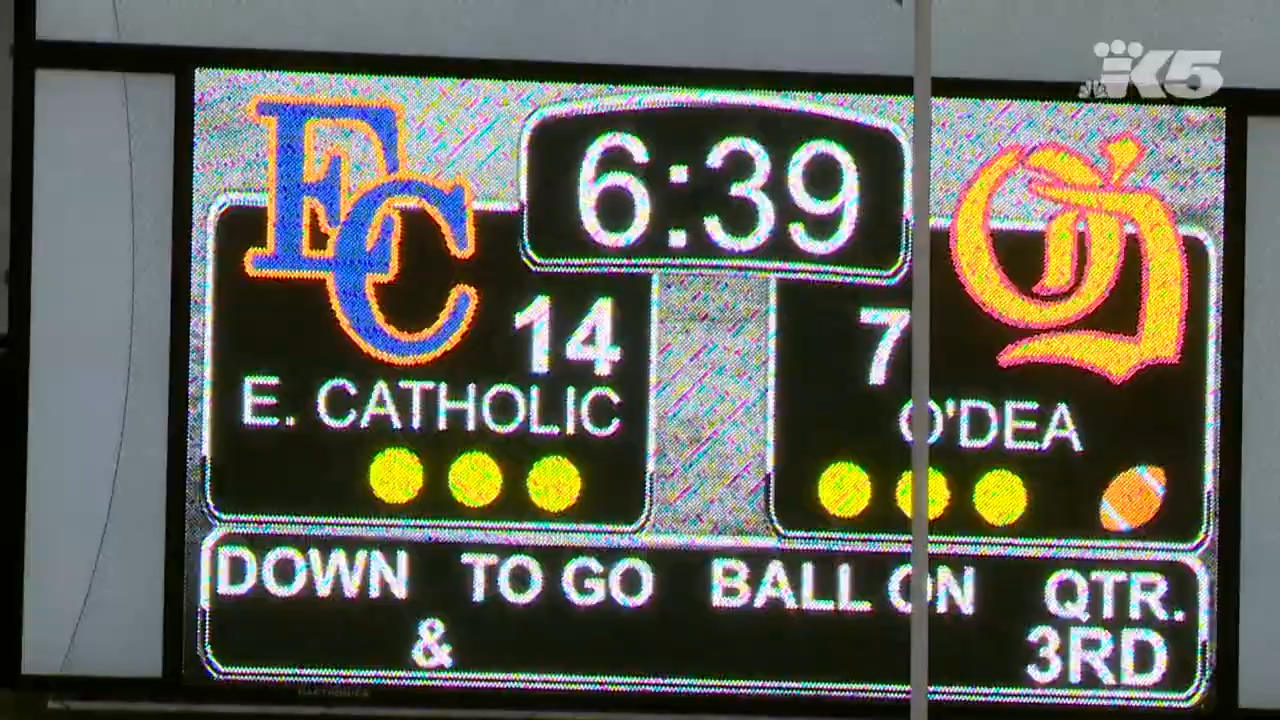 K5
EC
6:39
OD
14
7
E. CATHOLIC
O'DEA
DOWN TO GO BALL ON QTR.
& 3RD